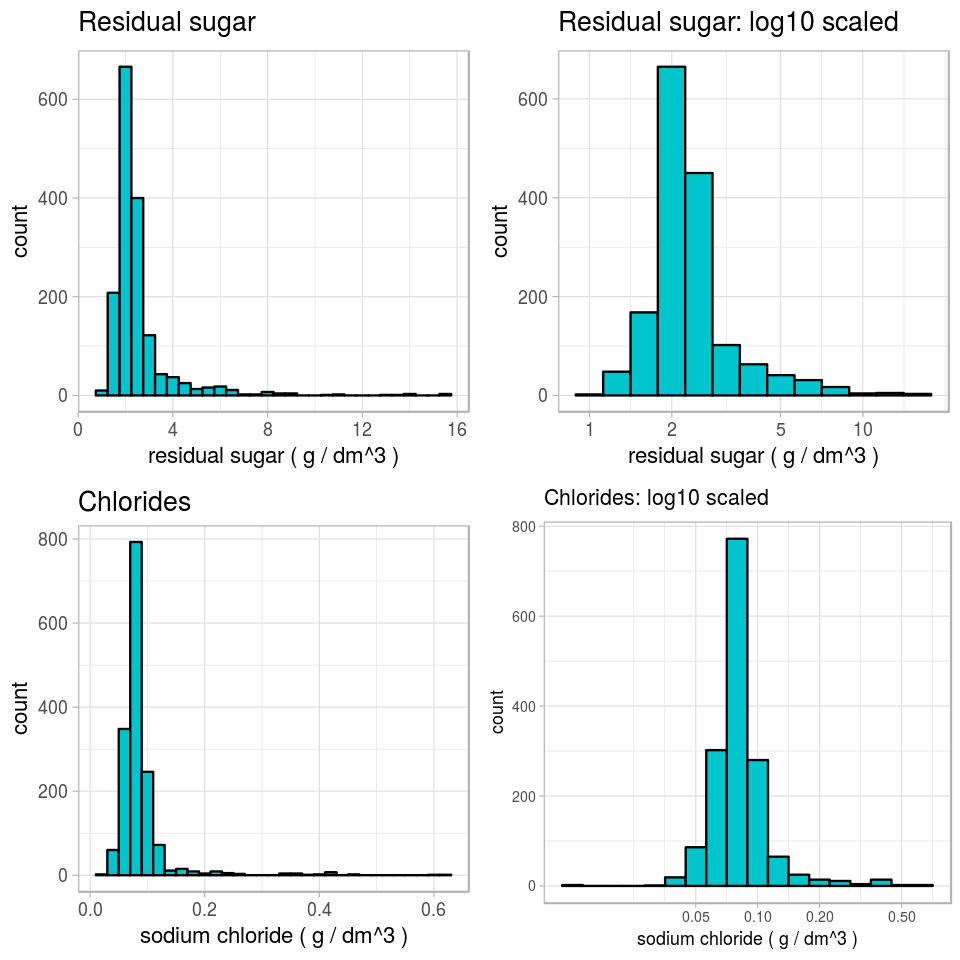 Residual sugar
600
400
200
0
count
0 4 8 12 16
residual sugar ( g / dm^3 )
Residual sugar: log10 scaled
600
400
200
0
count
1 2 5 10
residual sugar ( g / dm^3 )
Chlorides
800
600
400
200
0
count
0.0 0.2 0.4 0.6
sodium chloride ( g / dm^3 )
Chlorides: log10 scaled
800
600
400
200
0
count
0.05 0.10 0.20 0.50
sodium chloride ( g / dm^3 )